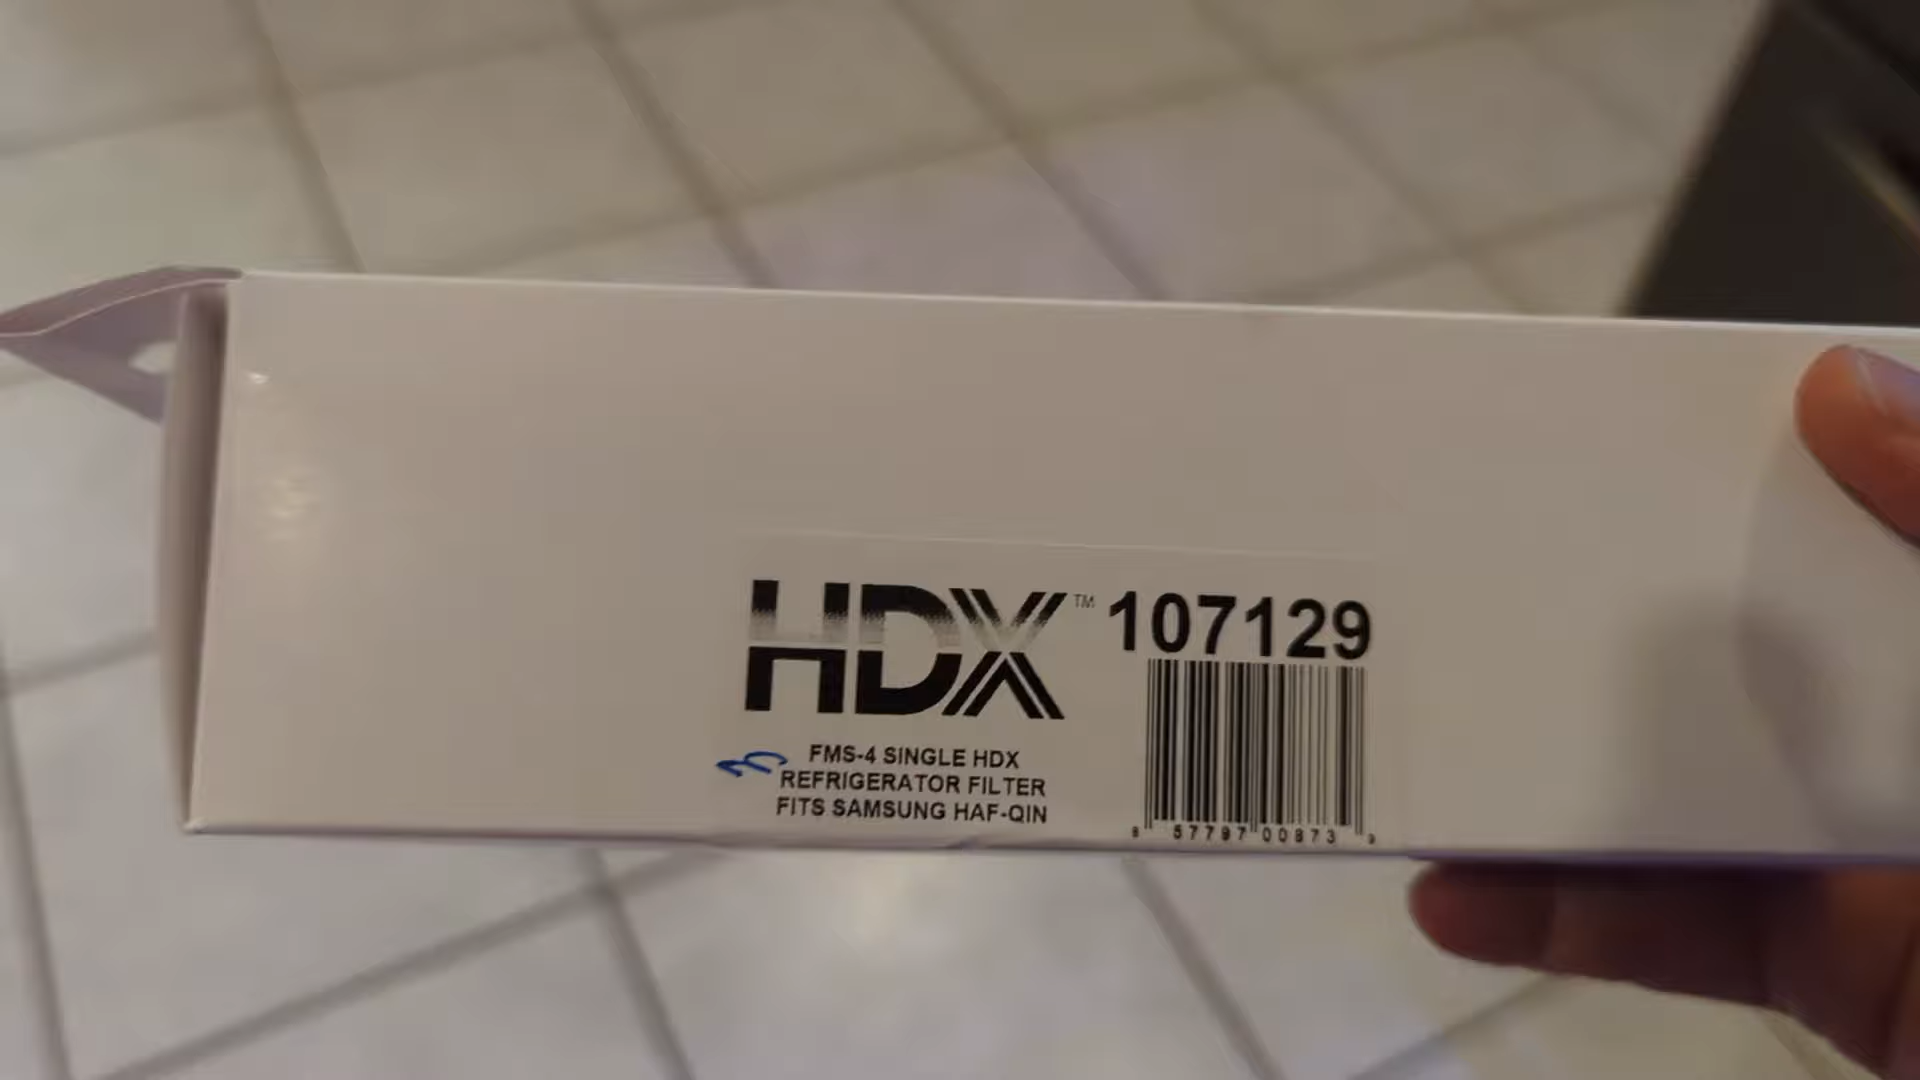 HDX™ 107129
FMS-4 SINGLE HDX
REFRIGERATOR FILTER
FITS SAMSUNG HAF-QIN
8 57797 00873 9